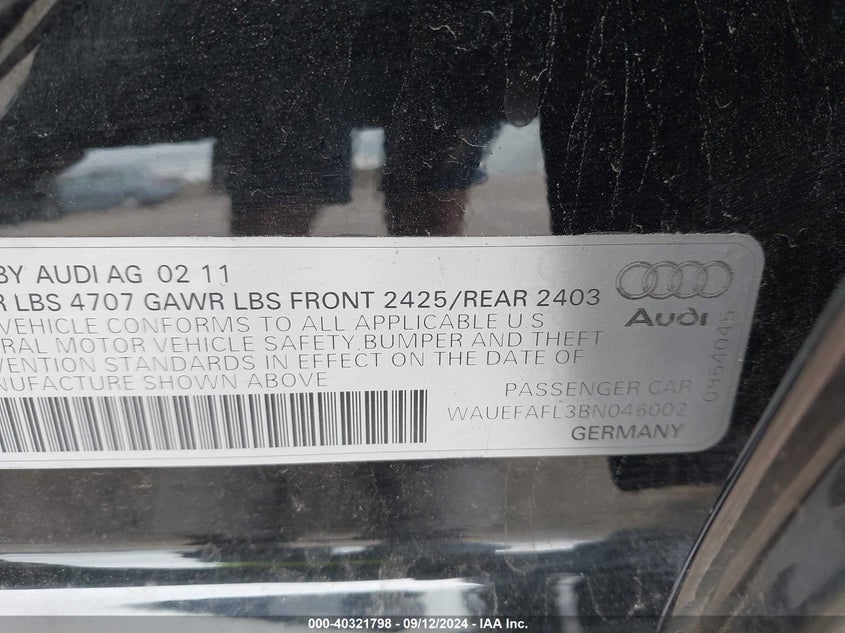 BY AUDI AG 02 11
R LBS 4707 GAWR LBS FRONT 2425/REAR 2403
VEHICLE CONFORMS TO ALL APPLICABLE U S
RAL MOTOR VEHICLE SAFETY, BUMPER AND THEFT
VENTION STANDARDS IN EFFECT ON THE DATE OF
NUFACTURE SHOWN ABOVE
Audi
0954045
PASSENGER CAR
WAUEFAFL3BN046002
GERMANY
000-40321798 - 09/12/2024 - IAA